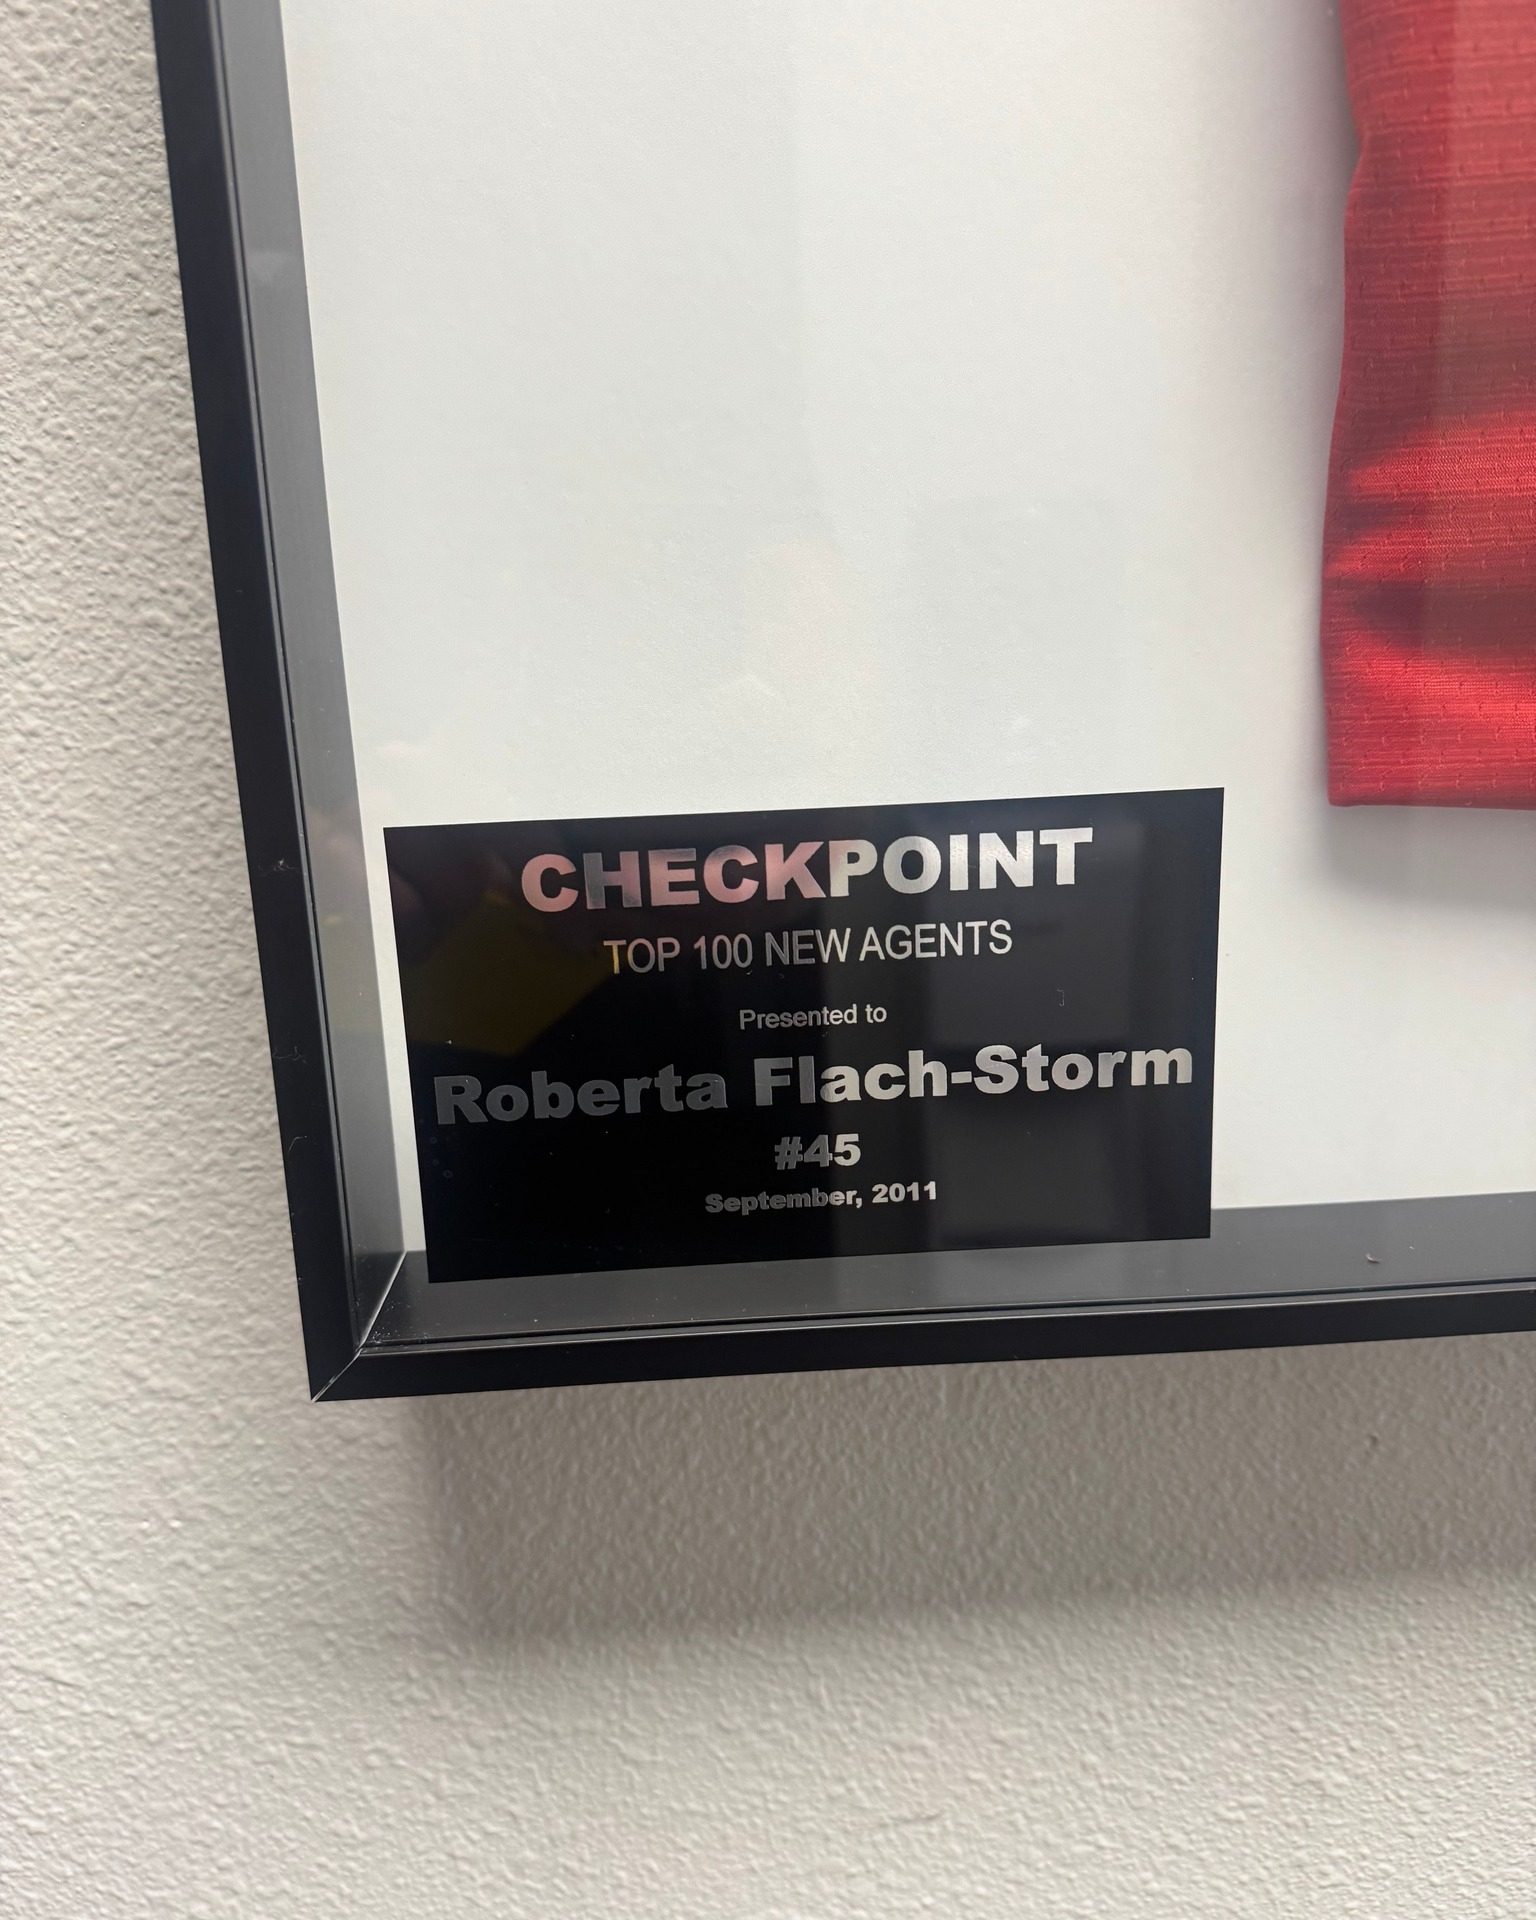 CHECKPOINT
TOP 100 NEW AGENTS
Presented to
Roberta Flach-Storm
#45
September, 2011